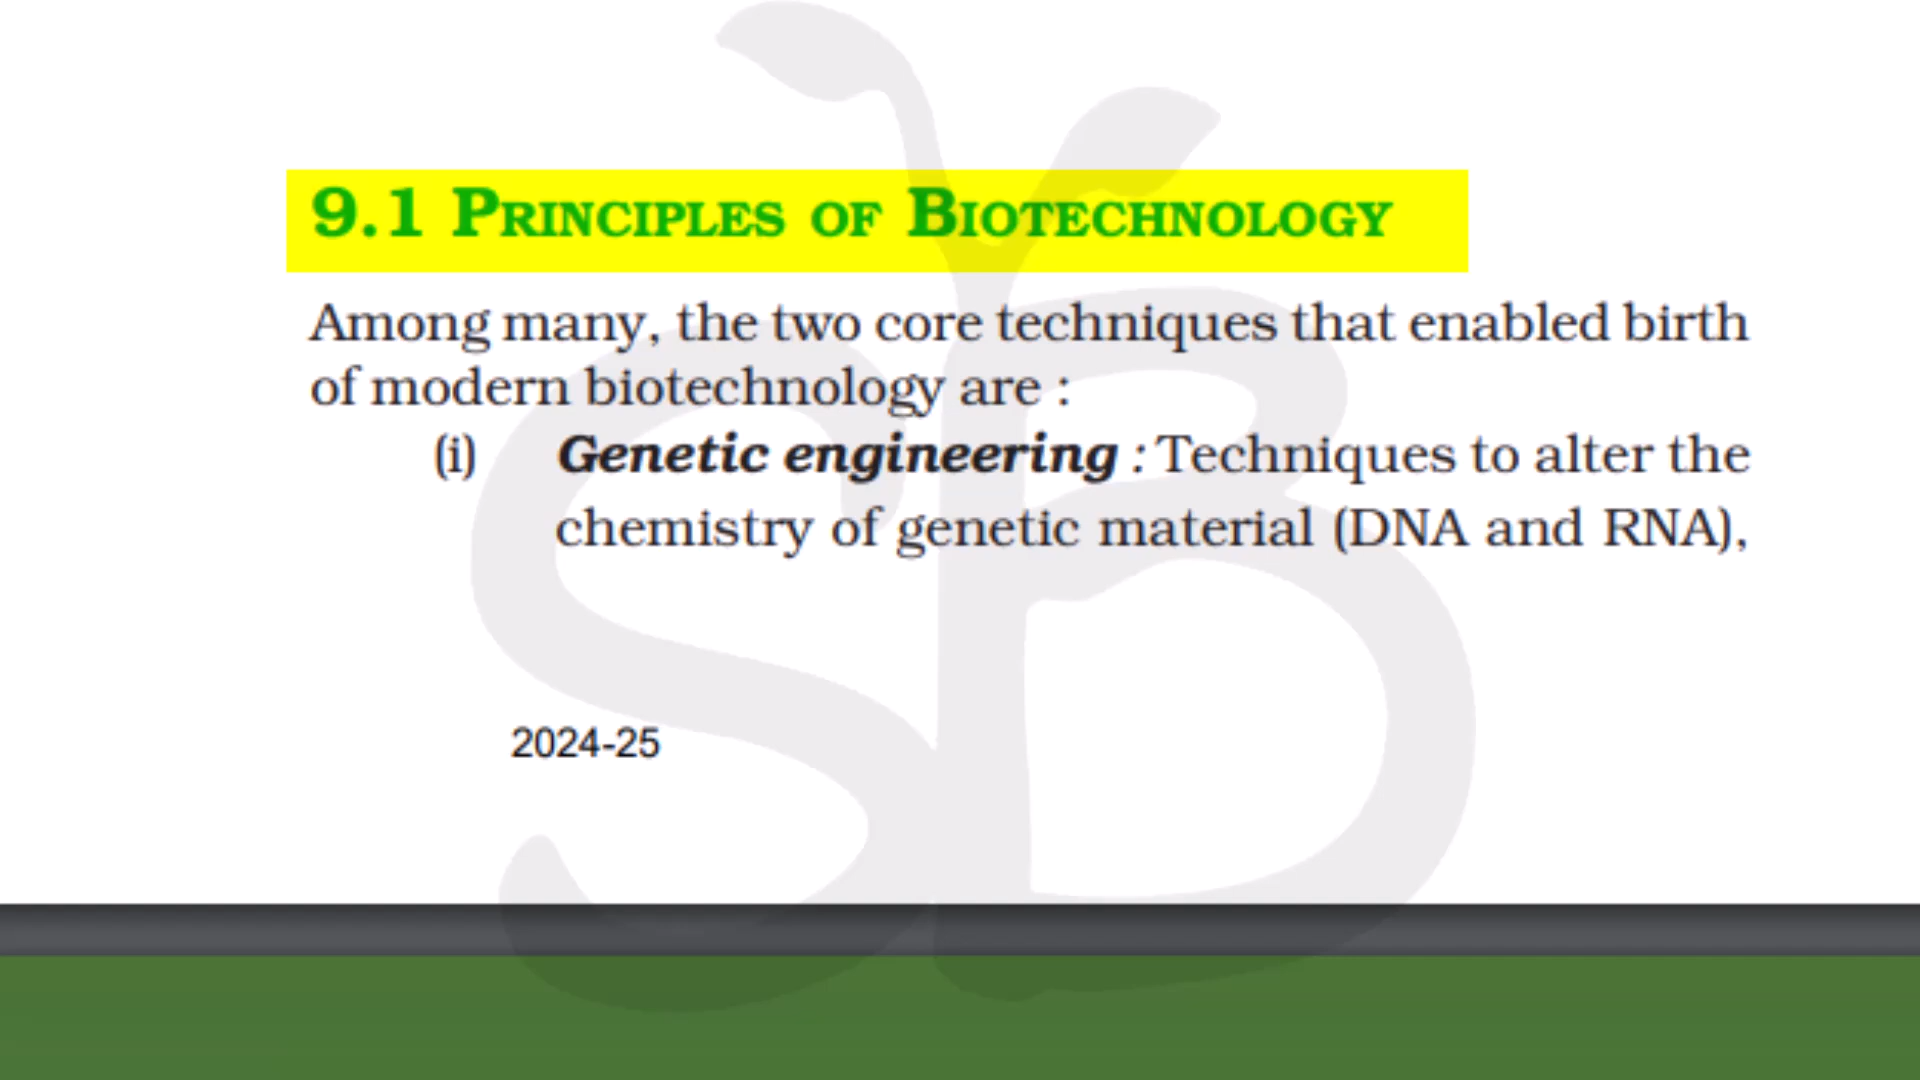 9.1 PRINCIPLES OF BIOTECHNOLOGY
Among many, the two core techniques that enabled birth
of modern biotechnology are :
(i) Genetic engineering : Techniques to alter the
chemistry of genetic material (DNA and RNA),
2024-25
SB